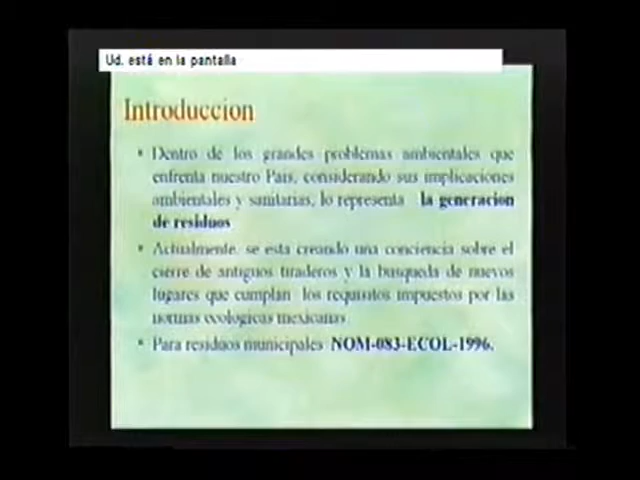 Ud. está en la pantalla
Introduccion
• Dentro de los grandes problemas ambientales que
enfrenta nuestro Pais, considerando sus implicaciones
ambientales y sanitarias, lo representa la generacion
de residuos
• Actualmente, se esta creando una conciencia sobre el
cierre de antiguos tiraderos y la busqueda de nuevos
lugares que cumplan los requisitos impuestos por las
normas ecologicas mexicanas
• Para residuos municipales NOM-083-ECOL-1996.